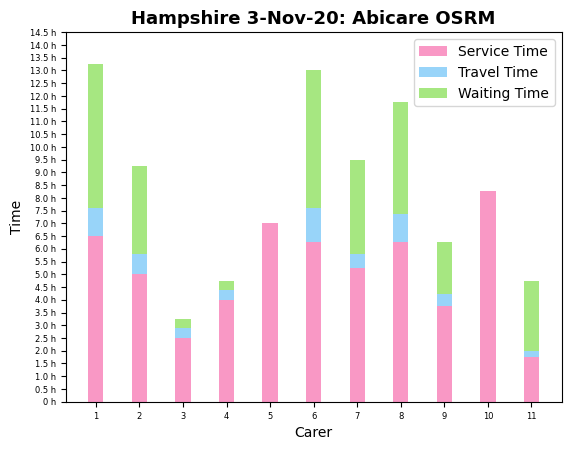 Hampshire 3-Nov-20: Abicare OSRM
14.5 h
14.0 h
13.5 h
13.0 h
12.5 h
12.0 h
11.5 h
11.0 h
10.5 h
10.0 h
9.5 h
9.0 h
8.5 h
8.0 h
7.5 h
7.0 h
6.5 h
6.0 h
5.5 h
5.0 h
4.5 h
4.0 h
3.5 h
3.0 h
2.5 h
2.0 h
1.5 h
1.0 h
0.5 h
0 h
Time
Service Time
Travel Time
Waiting Time
1 2 3 4 5 6 7 8 9 10 11
Carer